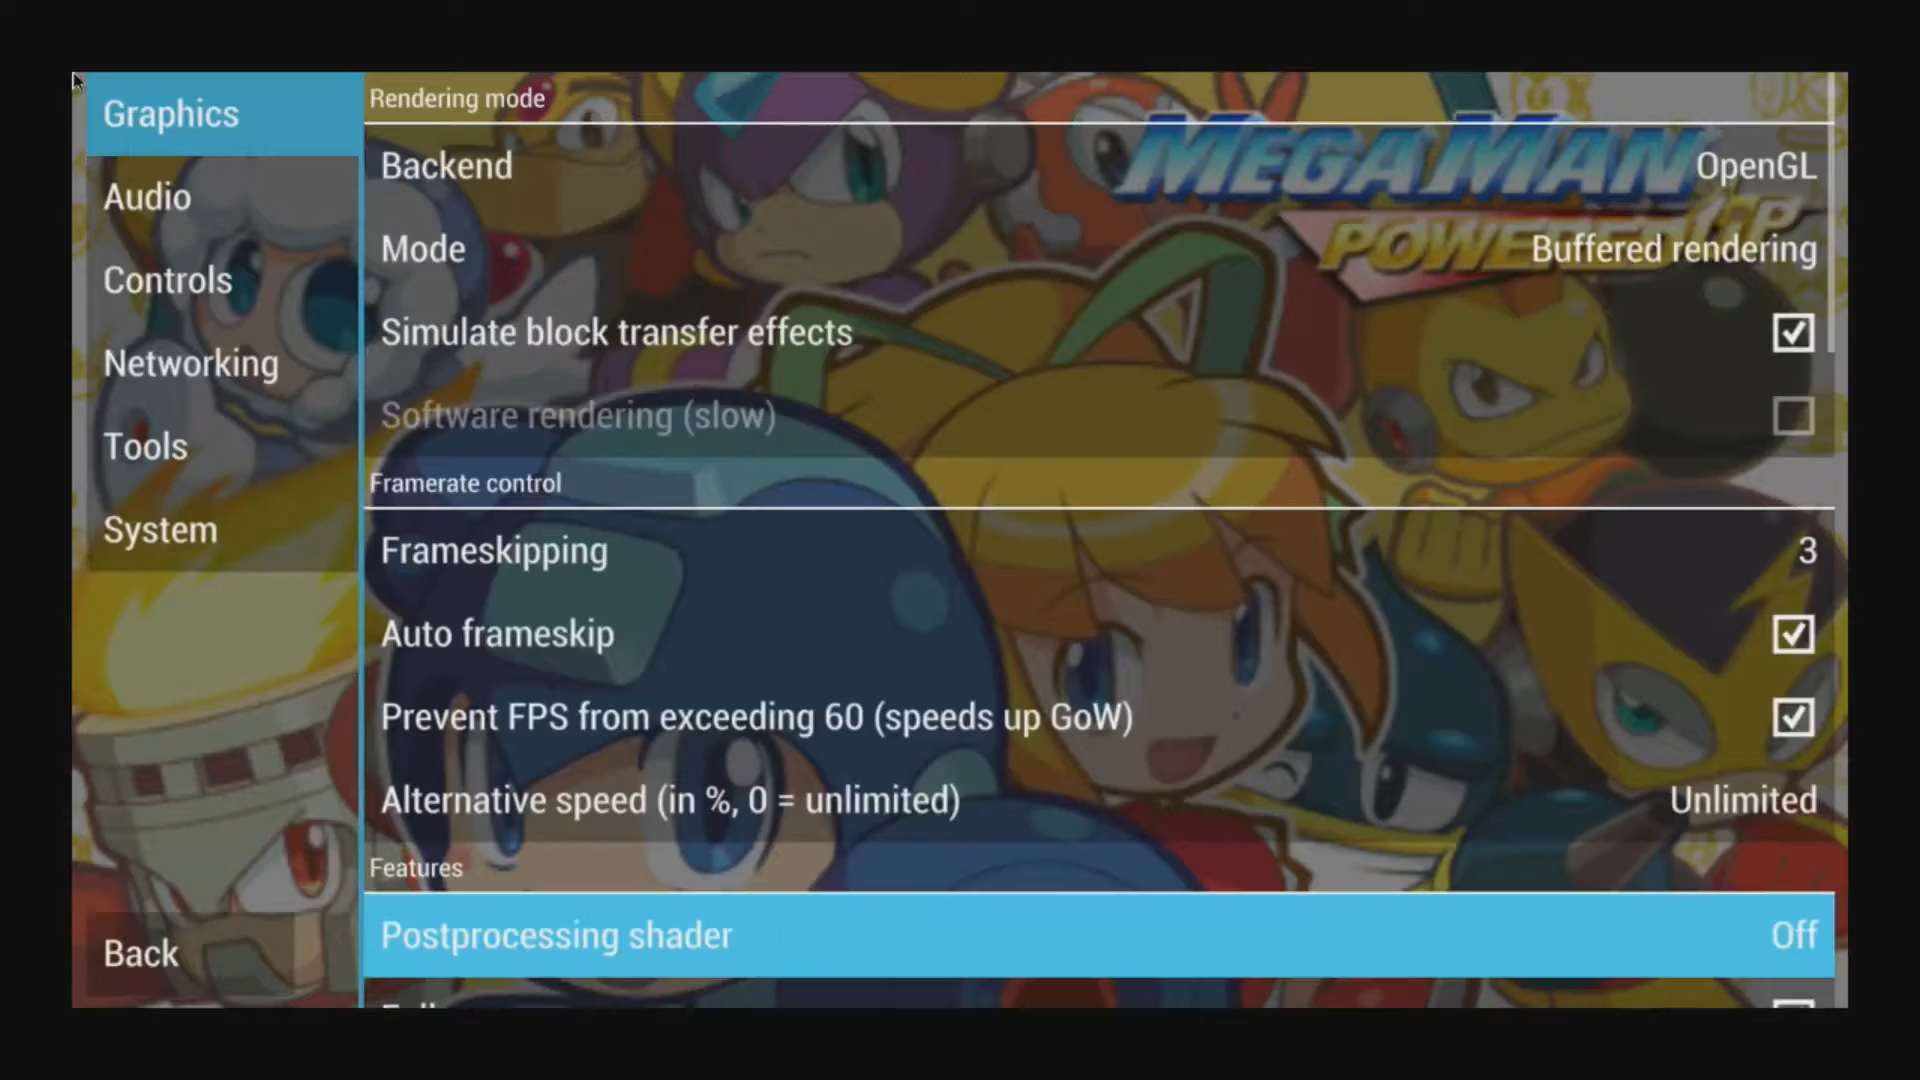 Graphics
Audio
Controls
Networking
Tools
System
Back
Rendering mode
Backend
OpenGL
Mode
Buffered rendering
Simulate block transfer effects
Software rendering (slow)
Framerate control
Frameskipping
3
Auto frameskip
Prevent FPS from exceeding 60 (speeds up GoW)
Alternative speed (in %, 0 = unlimited)
Unlimited
Features
Postprocessing shader
Off
MEGA MAN
POWERED UP